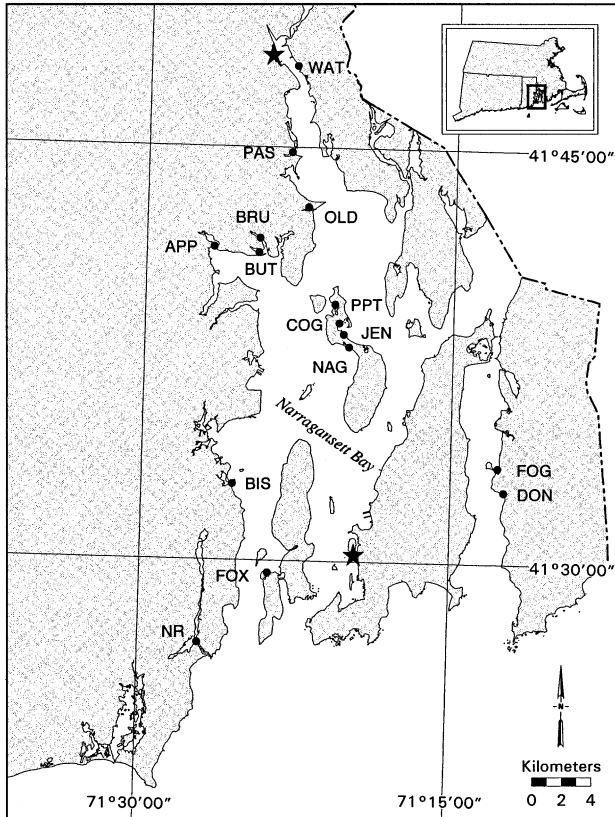 WAT
PAS
41°45'00"
OLD
BRU
APP
BUT
PPT
COG
JEN
NAG
Narragansett Bay
FOG
BIS
DON
FOX
41°30'00"
NR
N
Kilometers
0 2 4
71°30'00"
71°15'00"